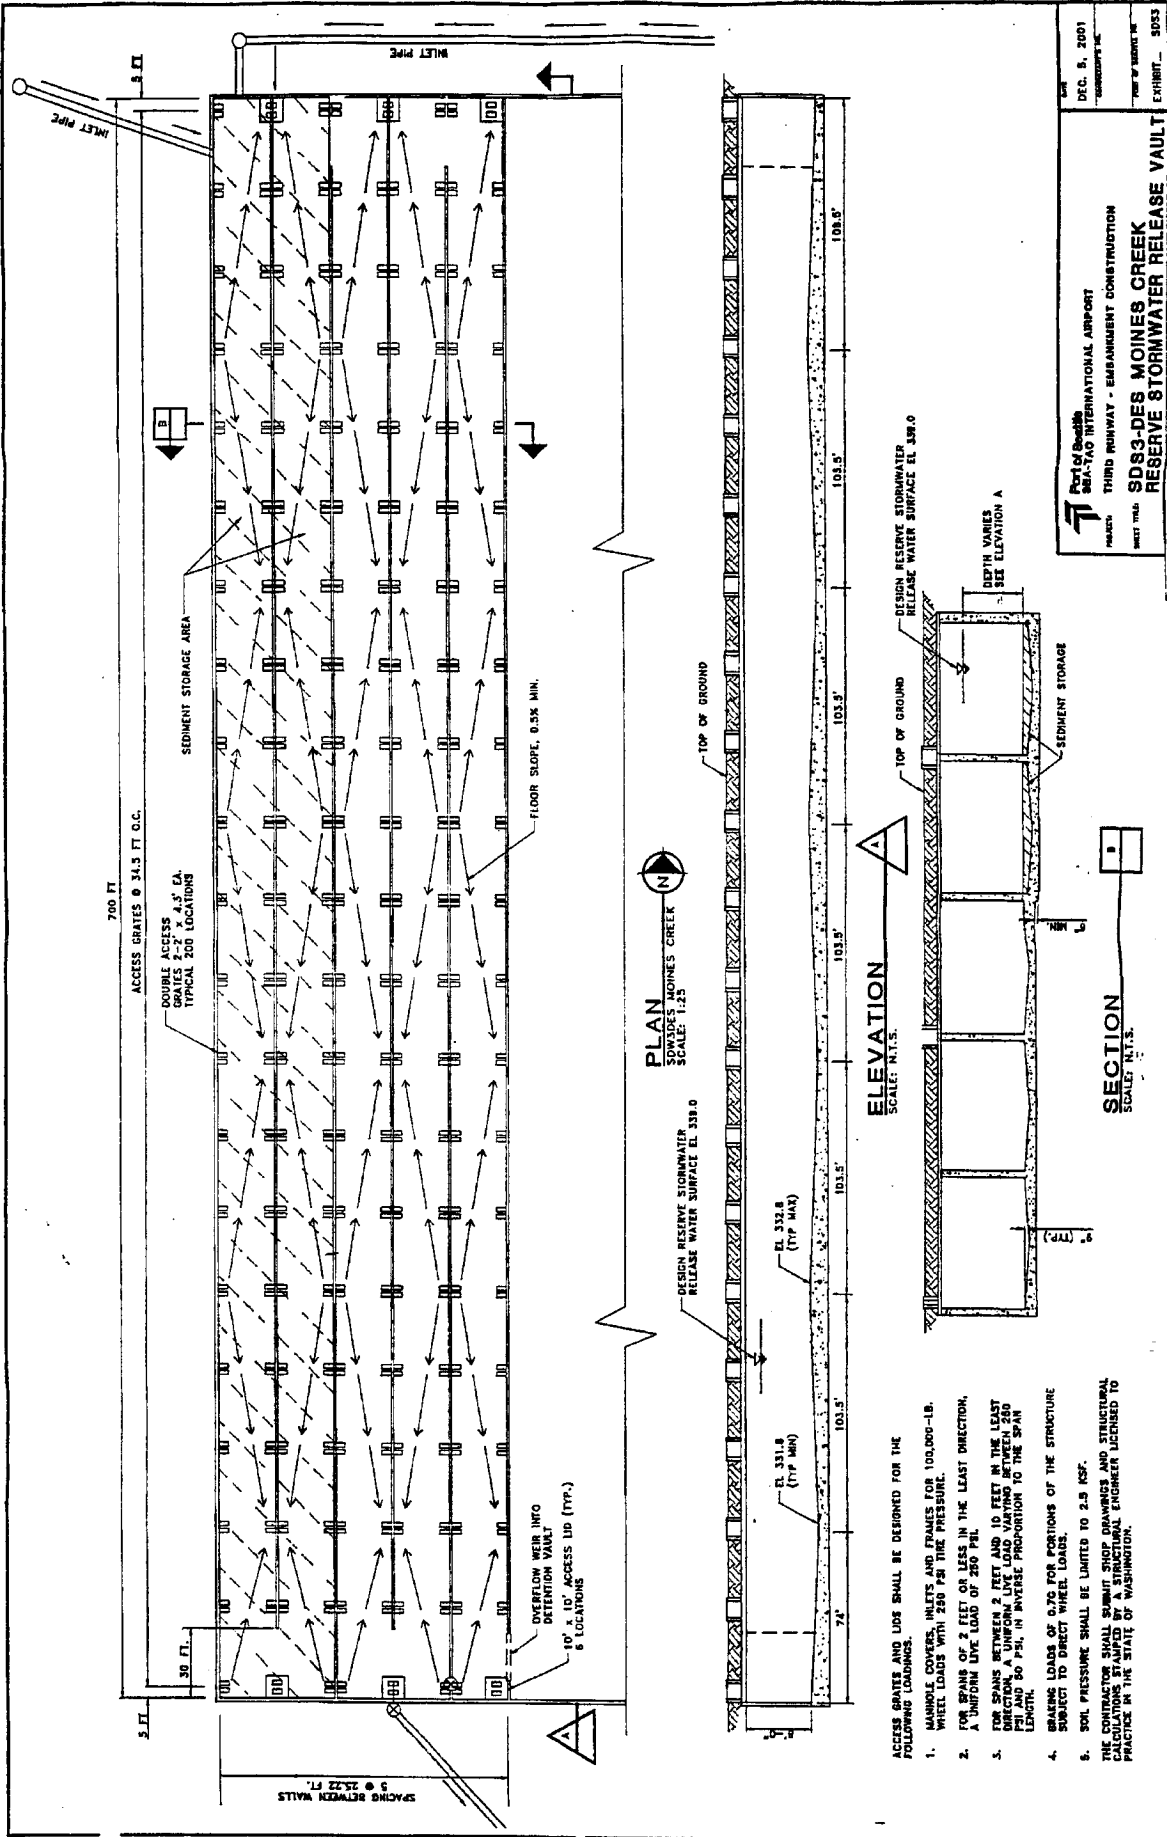 700 FT
5 FT
ACCESS GRATES @ 34.5 FT O.C.
5 FT
30 FT.
INLET PIPE
INLET PIPE
DOUBLE ACCESS
GRATES 2-2' x 4.5' EA.
TYPICAL 200 LOCATIONS
SEDIMENT STORAGE AREA
B
SPACING BETWEEN WALLS
5 @ 25.22 FT.
FLOOR SLOPE, 0.5% MIN.
OVERFLOW WEIR INTO
DETENTION VAULT
10' x 10' ACCESS LID (TYP.)
6 LOCATIONS
A
PLAN
SDW3DES MOINES CREEK
SCALE: 1:25
N
DESIGN RESERVE STORMWATER
RELEASE WATER SURFACE EL 339.0
TOP OF GROUND
EL 331.8
(TYP MIN)
EL 332.8
(TYP MAX)
74'
103.5'
103.5'
103.5'
103.5'
103.5'
103.5'
108.5'
ELEVATION
SCALE: N.T.S.
A
TOP OF GROUND
DESIGN RESERVE STORMWATER
RELEASE WATER SURFACE EL 339.0
DEPTH VARIES
SEE ELEVATION A
SEDIMENT STORAGE
9" (TYP.)
6" MIN.
SECTION
SCALE: N.T.S.
B
ACCESS GRATES AND LIDS SHALL BE DESIGNED FOR THE
FOLLOWING LOADINGS.
1. MANHOLE COVERS, INLETS AND FRAMES FOR 100,000-LB.
WHEEL LOADS WITH 250 PSI TIRE PRESSURE.
2. FOR SPANS OF 2 FEET OR LESS IN THE LEAST DIRECTION,
A UNIFORM LIVE LOAD OF 250 PSI.
3. FOR SPANS BETWEEN 2 FEET AND 10 FEET IN THE LEAST
DIRECTION, A UNIFORM LIVE LOAD VARYING BETWEEN 250
PSI AND 50 PSI, IN INVERSE PROPORTION TO THE SPAN
LENGTH.
4. BRAKING LOADS OF 0.7G FOR PORTIONS OF THE STRUCTURE
SUBJECT TO DIRECT WHEEL LOADS.
5. SOIL PRESSURE SHALL BE LIMITED TO 2.5 KSF.
THE CONTRACTOR SHALL SUBMIT SHOP DRAWINGS AND STRUCTURAL
CALCULATIONS STAMPED BY A STRUCTURAL ENGINEER LICENSED TO
PRACTICE IN THE STATE OF WASHINGTON.
Port of Seattle
SEA-TAC INTERNATIONAL AIRPORT
PROJECT: THIRD RUNWAY - EMBANKMENT CONSTRUCTION
SHEET TITLE: SDS3-DES MOINES CREEK
RESERVE STORMWATER RELEASE VAULT
DATE
DEC. 5, 2001
EXHIBIT_ SDS3